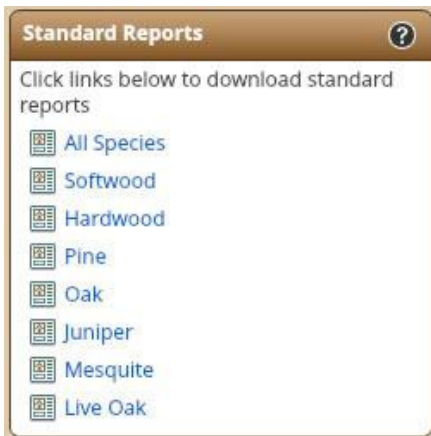 Standard Reports ?
Click links below to download standard
reports
All Species
Softwood
Hardwood
Pine
Oak
Juniper
Mesquite
Live Oak